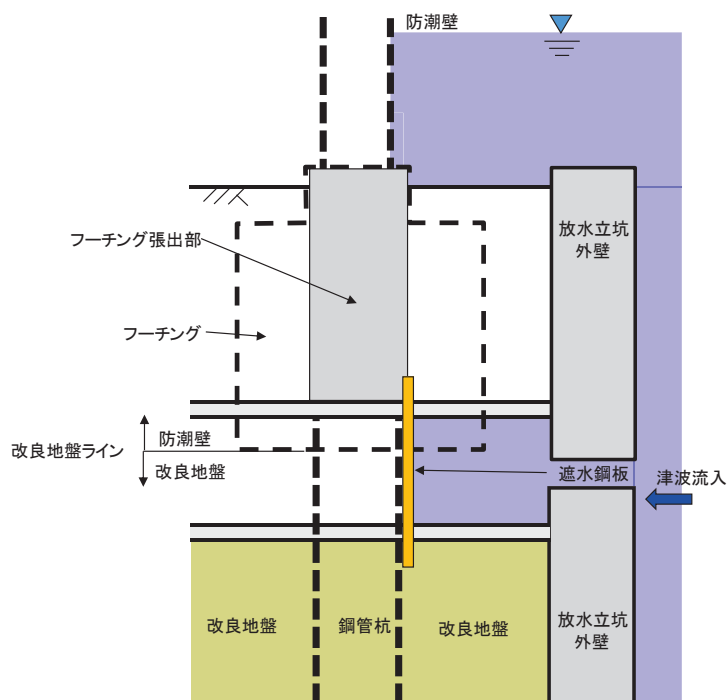 防潮壁
放水立坑
外壁
フーチング張出部
フーチング
改良地盤ライン
防潮壁
改良地盤
遮水鋼板
津波流入
改良地盤
鋼管杭
改良地盤
放水立坑
外壁